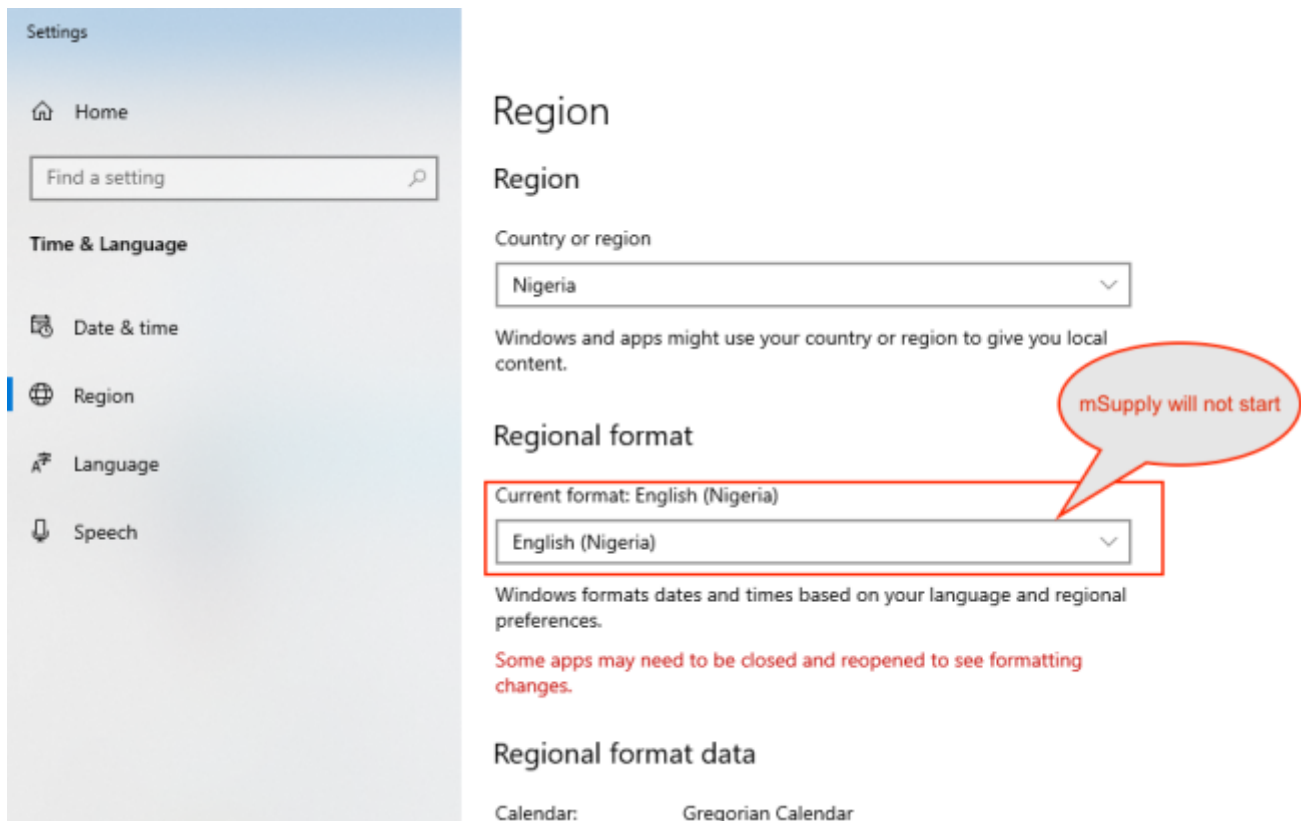 Settings
Home
Find a setting
Time & Language
Date & time
Region
Language
Speech
Region
Region
Country or region
Nigeria
Windows and apps might use your country or region to give you local
content.
mSupply will not start
Regional format
Current format: English (Nigeria)
English (Nigeria)
Windows formats dates and times based on your language and regional
preferences.
Some apps may need to be closed and reopened to see formatting
changes.
Regional format data
Calendar: Gregorian Calendar